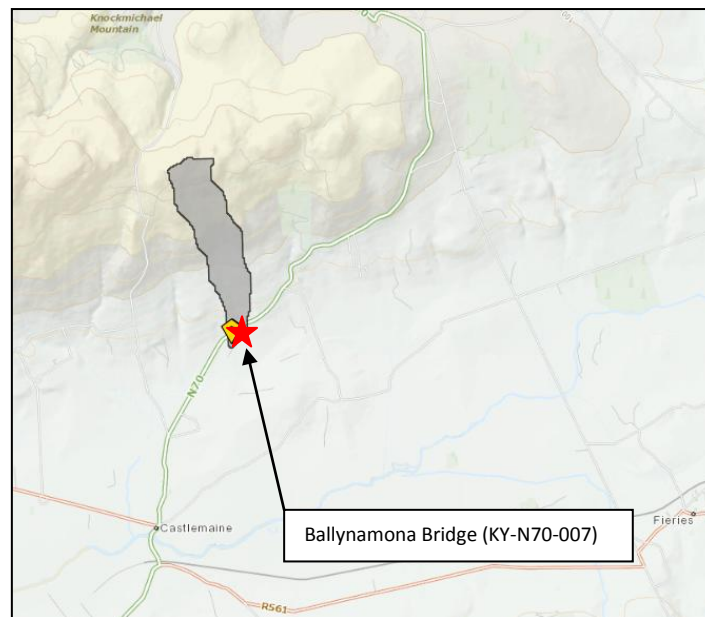 Knockmichael
Mountain
N70
Castlemaine
Ballynamona Bridge (KY-N70-007)
Fieries
R561